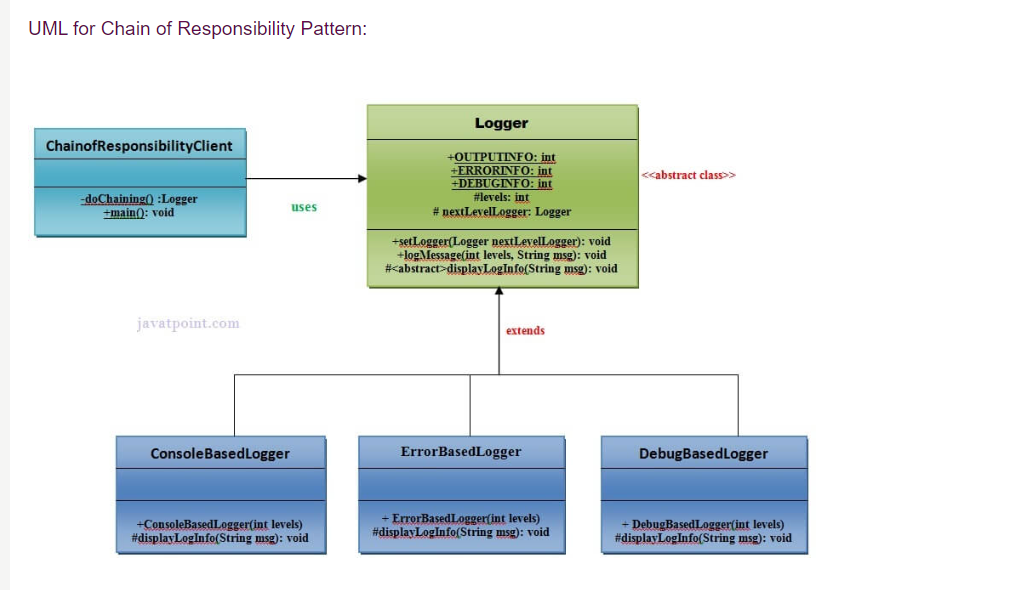 UML for Chain of Responsibility Pattern:
Logger
ChainofResponsibilityClient
+OUTPUTINFO: int
+ERRORINFO: int
+DEBUGINFO: int
#levels: int
# nextLevelLogger: Logger
<<abstract class>>
-doChaining() :Logger
+main(): void
uses
+setLogger(Logger nextLevelLogger): void
+logMessage(int levels, String msg): void
#<abstract>displayLogInfo(String msg): void
javatpoint.com
extends
ConsoleBasedLogger
+ConsoleBasedLogger(int levels)
#displayLogInfo(String msg): void
ErrorBasedLogger
+ ErrorBasedLogger(int levels)
#displayLogInfo(String msg): void
DebugBasedLogger
+ DebugBasedLogger(int levels)
#displayLogInfo(String msg): void